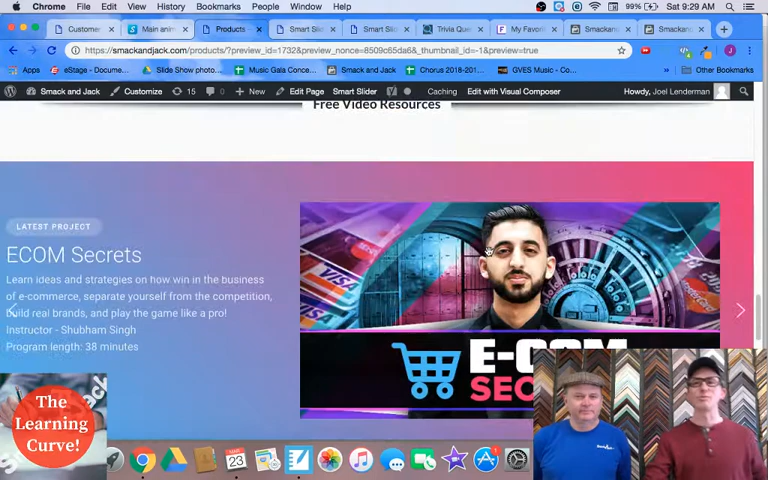 Chrome File Edit View History Bookmarks People Window Help 99% Sat 9:29 AM
Custome Main anim Products Smart Slid Smart Slid Trivia Que My Favori Smackan Smackan
https://smackandjack.com/products/?preview_id=1732&preview_nonce=8509c65da6&_thumbnail_id=-1&preview=true
Apps eStage - Docume... Slide Show photo... Music Gala Conce... Smack and Jack Chorus 2018-201... GVES Music - Co... Other Bookmarks
Smack and Jack Customize 15 0 New Edit Page Smart Slider Caching Edit with Visual Composer Howdy, Joel Lenderman
Free Video Resources
LATEST PROJECT
ECOM Secrets
Learn ideas and strategies on how win in the business
of e-commerce, separate yourself from the competition,
build real brands, and play the game like a pro!
Instructor - Shubham Singh
Program length: 38 minutes
VISA
E-COM
SEC
The
Learning
Curve!
23